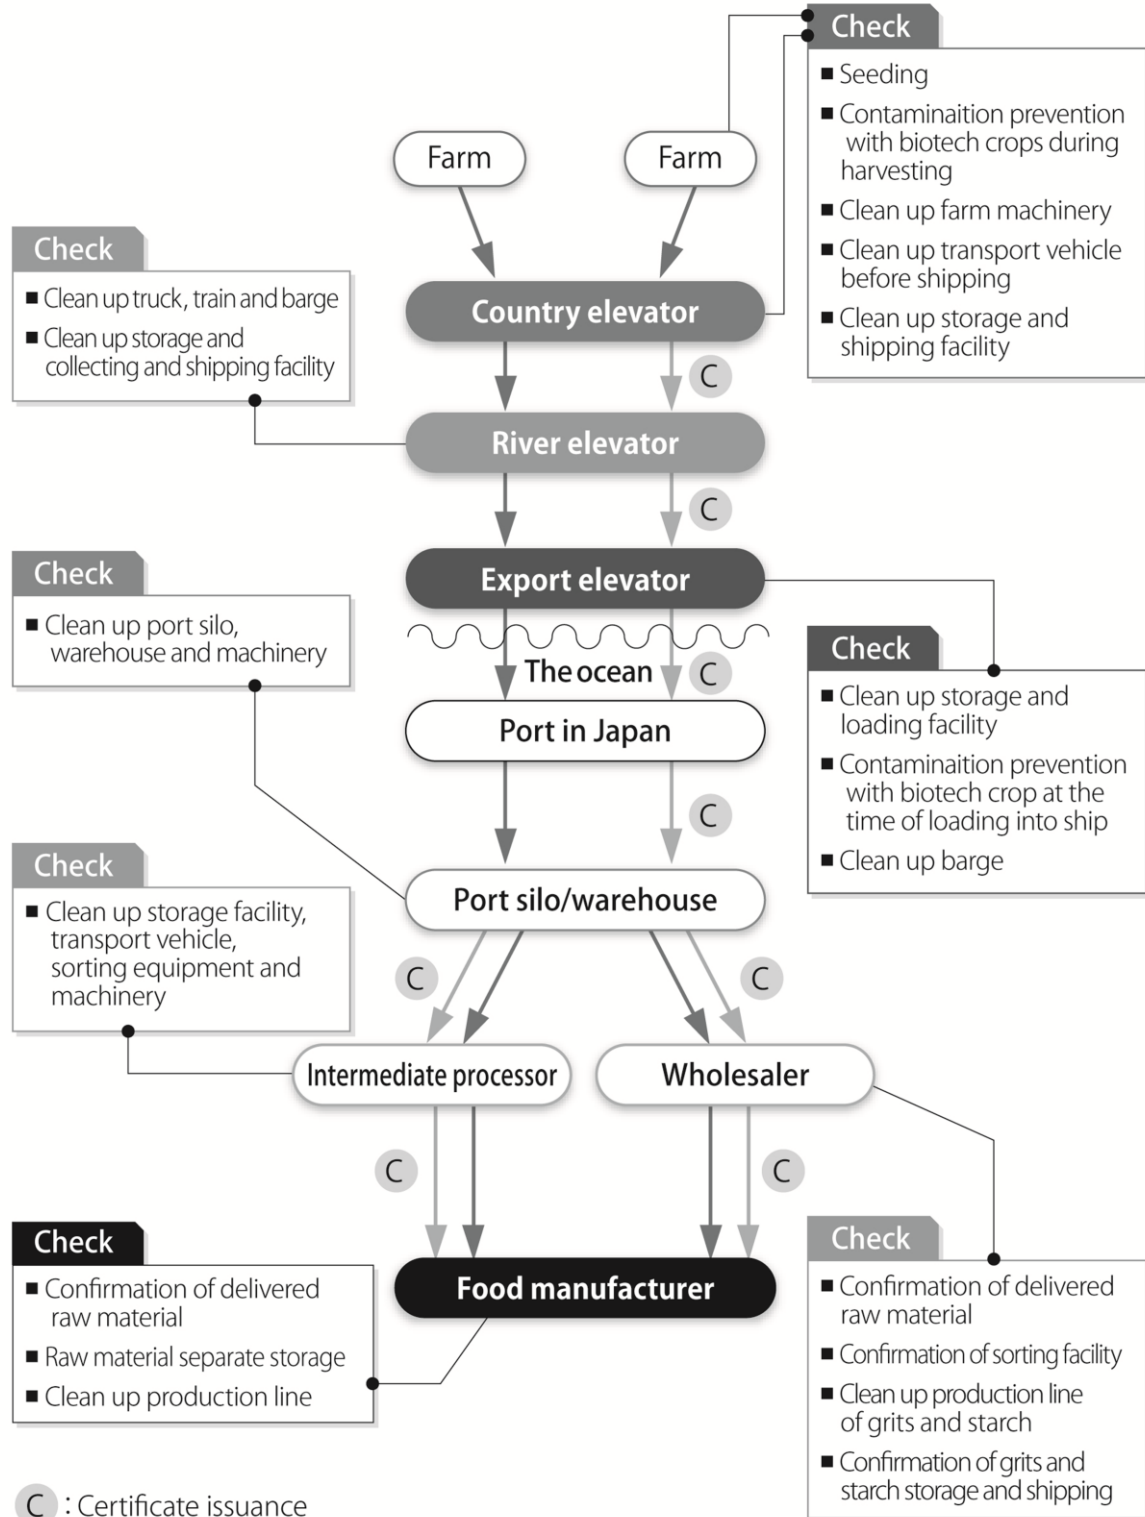 Check
■ Seeding
■ Contaminaition prevention
with biotech crops during
harvesting
■ Clean up farm machinery
■ Clean up transport vehicle
before shipping
■ Clean up storage and
shipping facility
Farm
Farm
Check
■ Clean up truck, train and barge
■ Clean up storage and
collecting and shipping facility
Country elevator
C
River elevator
C
Check
■ Clean up port silo,
warehouse and machinery
Export elevator
The ocean
C
Check
■ Clean up storage and
loading facility
■ Contaminaition prevention
with biotech crop at the
time of loading into ship
■ Clean up barge
Port in Japan
C
Check
■ Clean up storage facility,
transport vehicle,
sorting equipment and
machinery
Port silo/warehouse
C
C
Intermediate processor
Wholesaler
C
C
Check
■ Confirmation of delivered
raw material
■ Raw material separate storage
■ Clean up production line
Food manufacturer
Check
■ Confirmation of delivered
raw material
■ Confirmation of sorting facility
■ Clean up production line
of grits and starch
■ Confirmation of grits and
starch storage and shipping
C : Certificate issuance